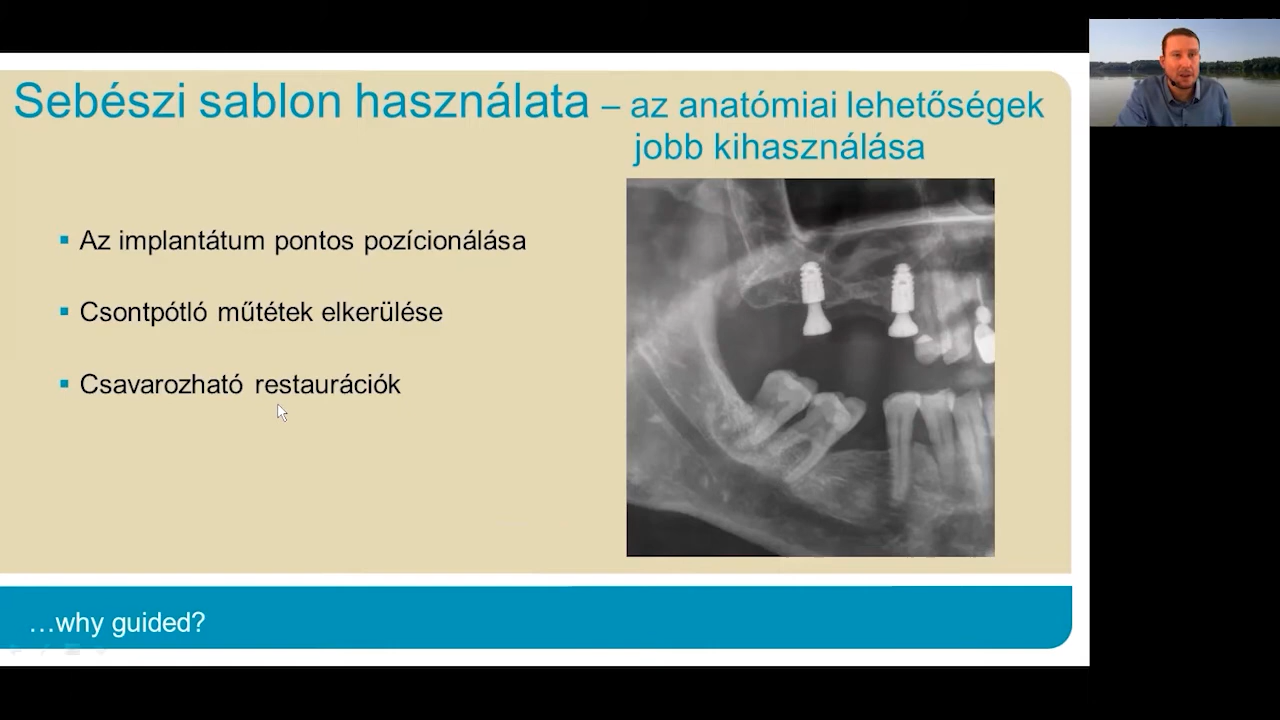 Sebészi sablon használata – az anatómiai lehetőségek
jobb kihasználása
Az implantátum pontos pozícionálása
Csontpótló műtétek elkerülése
Csavarozható restaurációk
…why guided?